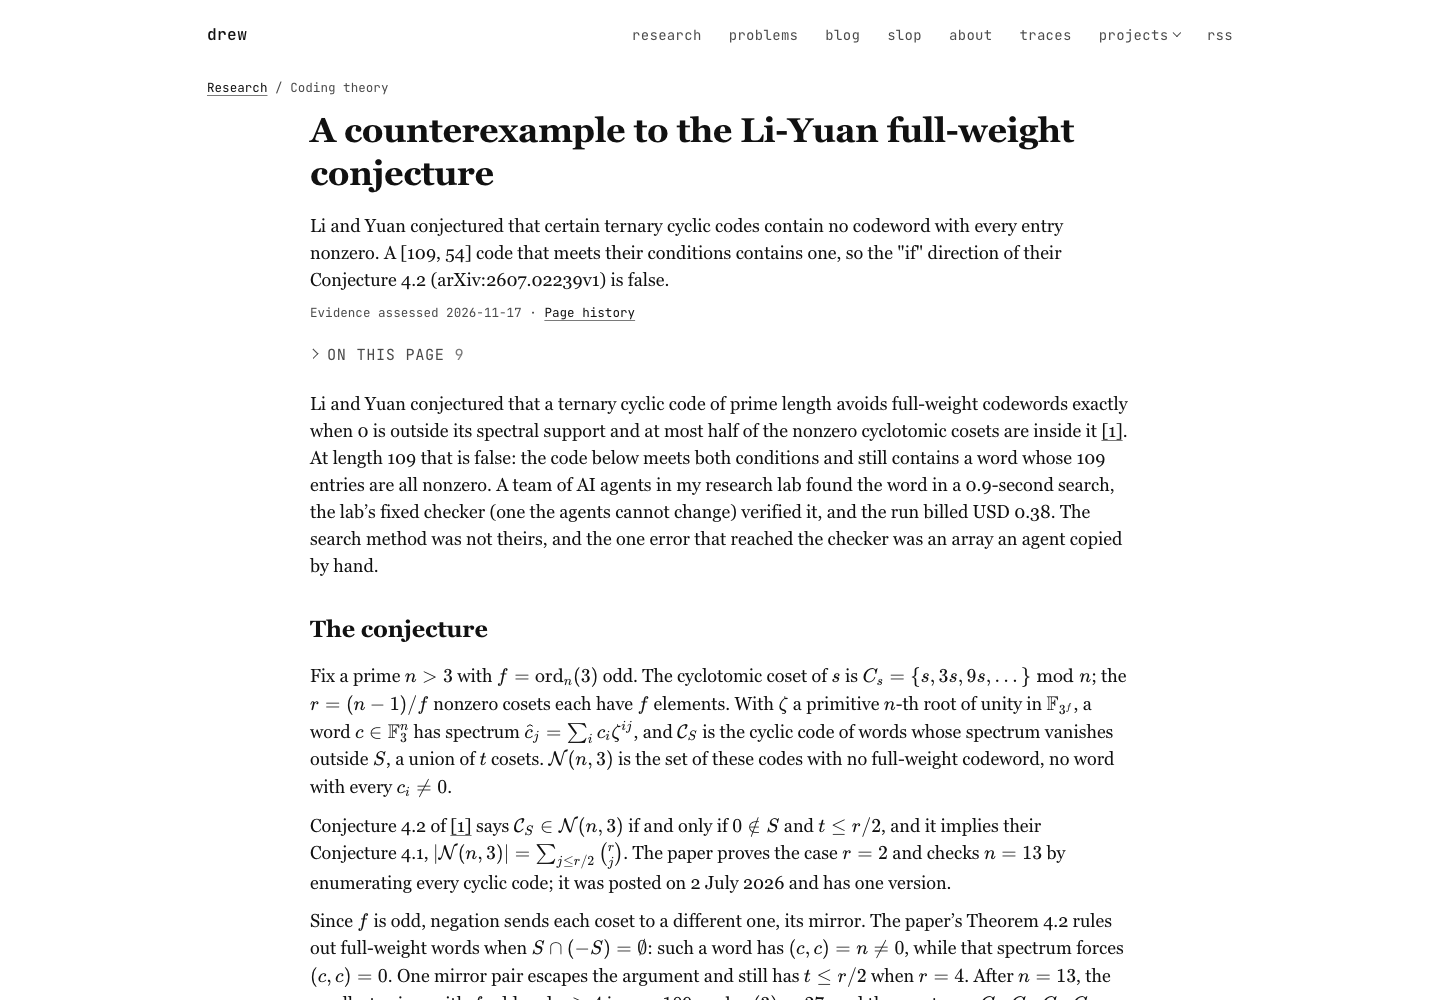 drew
research problems blog slop about traces projects rss
Research / Coding theory
A counterexample to the Li-Yuan full-weight
conjecture
Li and Yuan conjectured that certain ternary cyclic codes contain no codeword with every entry
nonzero. A [109, 54] code that meets their conditions contains one, so the "if" direction of their
Conjecture 4.2 (arXiv:2607.02239v1) is false.
Evidence assessed 2026-11-17 · Page history
ON THIS PAGE 9
Li and Yuan conjectured that a ternary cyclic code of prime length avoids full-weight codewords exactly
when 0 is outside its spectral support and at most half of the nonzero cyclotomic cosets are inside it [1].
At length 109 that is false: the code below meets both conditions and still contains a word whose 109
entries are all nonzero. A team of AI agents in my research lab found the word in a 0.9-second search,
the lab’s fixed checker (one the agents cannot change) verified it, and the run billed USD 0.38. The
search method was not theirs, and the one error that reached the checker was an array an agent copied
by hand.
The conjecture
Fix a prime n > 3 with f = ord_n(3) odd. The cyclotomic coset of s is C_s = {s, 3s, 9s, . . . } mod n; the
r = (n − 1)/f nonzero cosets each have f elements. With ζ a primitive n-th root of unity in 𝔽_{3^f}, a
word c ∈ 𝔽_3^n has spectrum ĉ_j = ∑_i c_i ζ^{ij}, and 𝒞_S is the cyclic code of words whose spectrum vanishes
outside S, a union of t cosets. 𝒩(n, 3) is the set of these codes with no full-weight codeword, no word
with every c_i ≠ 0.
Conjecture 4.2 of [1] says 𝒞_S ∈ 𝒩(n, 3) if and only if 0 ∉ S and t ≤ r/2, and it implies their
Conjecture 4.1, |𝒩(n, 3)| = ∑_{j≤r/2} (r j). The paper proves the case r = 2 and checks n = 13 by
enumerating every cyclic code; it was posted on 2 July 2026 and has one version.
Since f is odd, negation sends each coset to a different one, its mirror. The paper’s Theorem 4.2 rules
out full-weight words when S ∩ (−S) = ∅: such a word has (c, c) = n ≠ 0, while that spectrum forces
(c, c) = 0. One mirror pair escapes the argument and still has t ≤ r/2 when r = 4. After n = 13, the